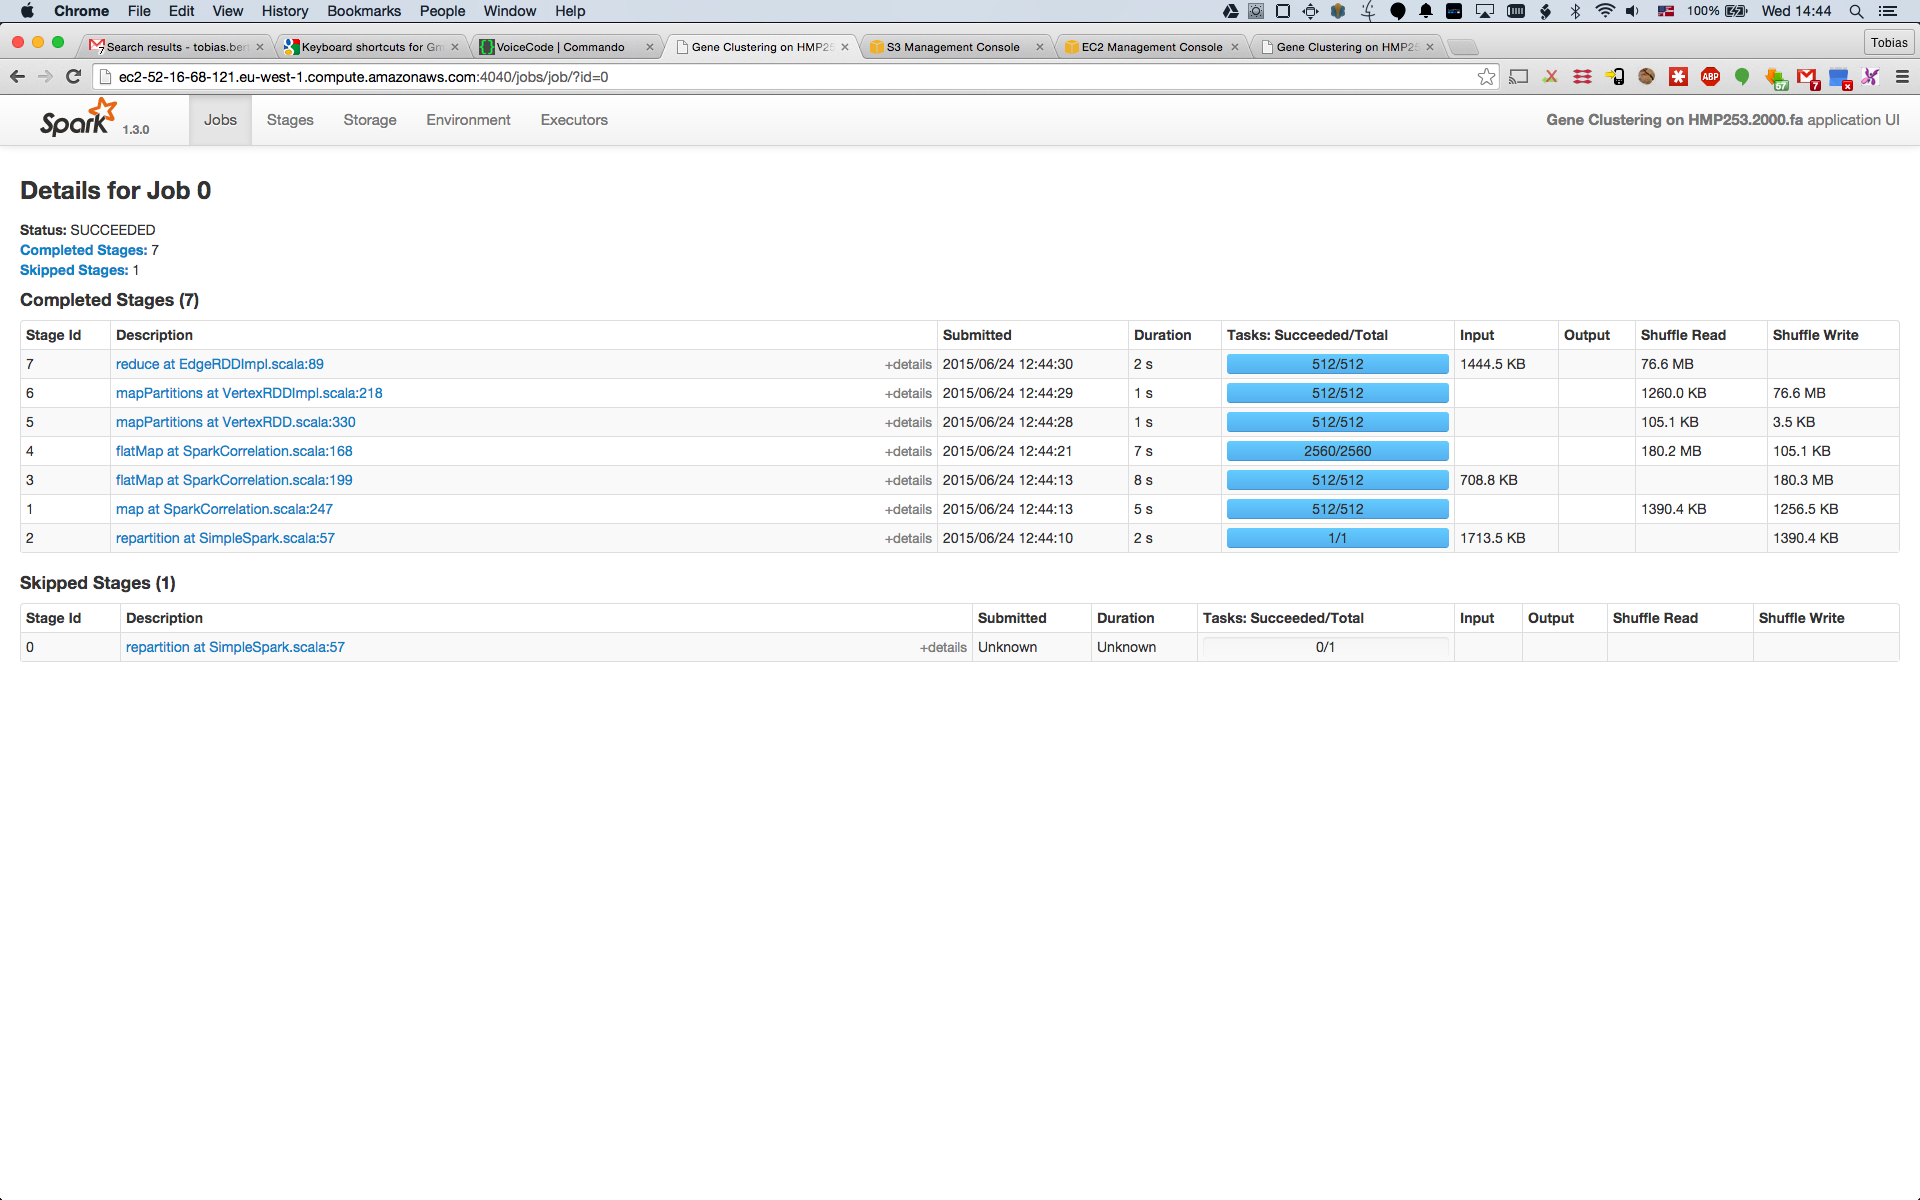 Chrome File Edit View History Bookmarks People Window Help 100% Wed 14:44
Search results - tobias.ber Keyboard shortcuts for Gm VoiceCode | Commando Gene Clustering on HMP25 S3 Management Console EC2 Management Console Gene Clustering on HMP25 Tobias
ec2-52-16-68-121.eu-west-1.compute.amazonaws.com:4040/jobs/job/?id=0
Spark 1.3.0 Jobs Stages Storage Environment Executors Gene Clustering on HMP253.2000.fa application UI
Details for Job 0
Status: SUCCEEDED
Completed Stages: 7
Skipped Stages: 1
Completed Stages (7)
Stage Id Description Submitted Duration Tasks: Succeeded/Total Input Output Shuffle Read Shuffle Write
7 reduce at EdgeRDDImpl.scala:89 +details 2015/06/24 12:44:30 2 s 512/512 1444.5 KB 76.6 MB
6 mapPartitions at VertexRDDImpl.scala:218 +details 2015/06/24 12:44:29 1 s 512/512 1260.0 KB 76.6 MB
5 mapPartitions at VertexRDD.scala:330 +details 2015/06/24 12:44:28 1 s 512/512 105.1 KB 3.5 KB
4 flatMap at SparkCorrelation.scala:168 +details 2015/06/24 12:44:21 7 s 2560/2560 180.2 MB 105.1 KB
3 flatMap at SparkCorrelation.scala:199 +details 2015/06/24 12:44:13 8 s 512/512 708.8 KB 180.3 MB
1 map at SparkCorrelation.scala:247 +details 2015/06/24 12:44:13 5 s 512/512 1390.4 KB 1256.5 KB
2 repartition at SimpleSpark.scala:57 +details 2015/06/24 12:44:10 2 s 1/1 1713.5 KB 1390.4 KB
Skipped Stages (1)
Stage Id Description Submitted Duration Tasks: Succeeded/Total Input Output Shuffle Read Shuffle Write
0 repartition at SimpleSpark.scala:57 +details Unknown Unknown 0/1